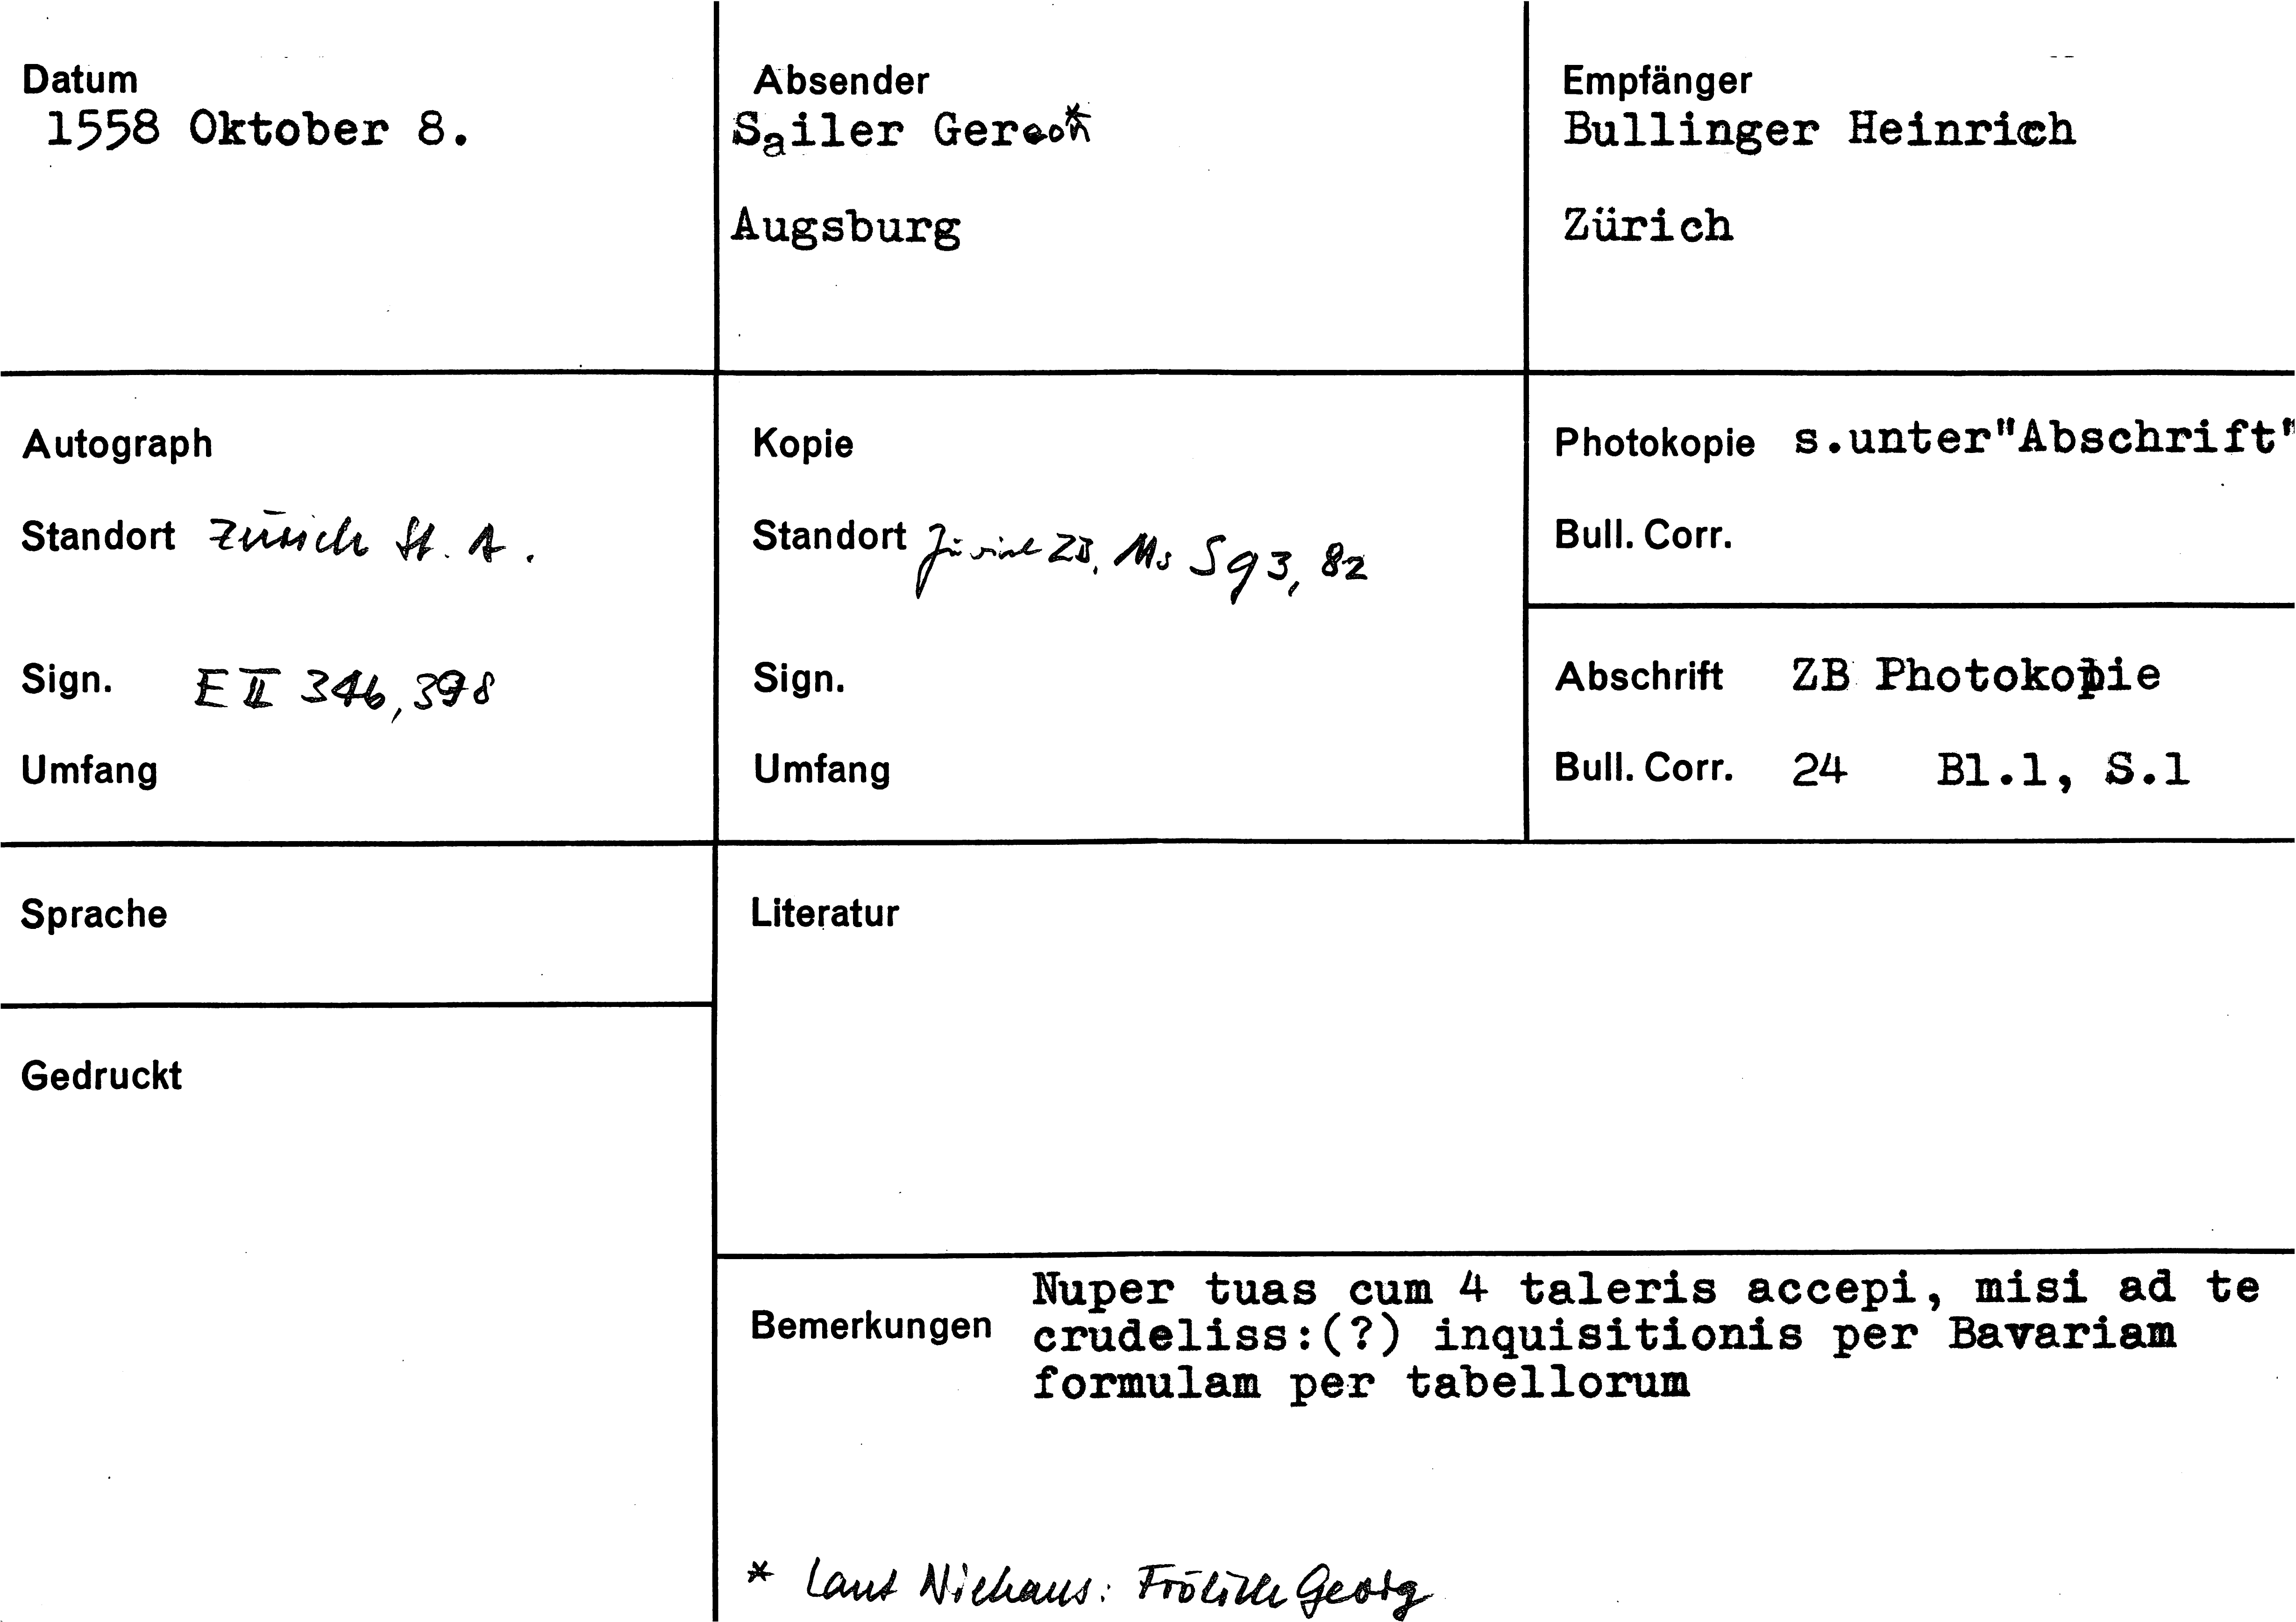 Datum
1558 Oktober 8.
Absender
Sailer Gereon*
Augsburg
Empfänger
Bullinger Heinrich
Zürich
Autograph
Standort Zürich St. A.
Sign. E II 346, 398
Umfang
Kopie
Standort Zürich ZB, Ms S 93, 82
Sign.
Umfang
Photokopie s.unter"Abschrift"
Bull. Corr.
Abschrift ZB Photokopie
Bull. Corr. 24 Bl.1, S.1
Sprache
Literatur
Gedruckt
Bemerkungen
Nuper tuas cum 4 taleris accepi, misi ad te
crudeliss:(?) inquisitionis per Bavariam
formulam per tabellorum
* Laut Niehaus: Frölich Georg